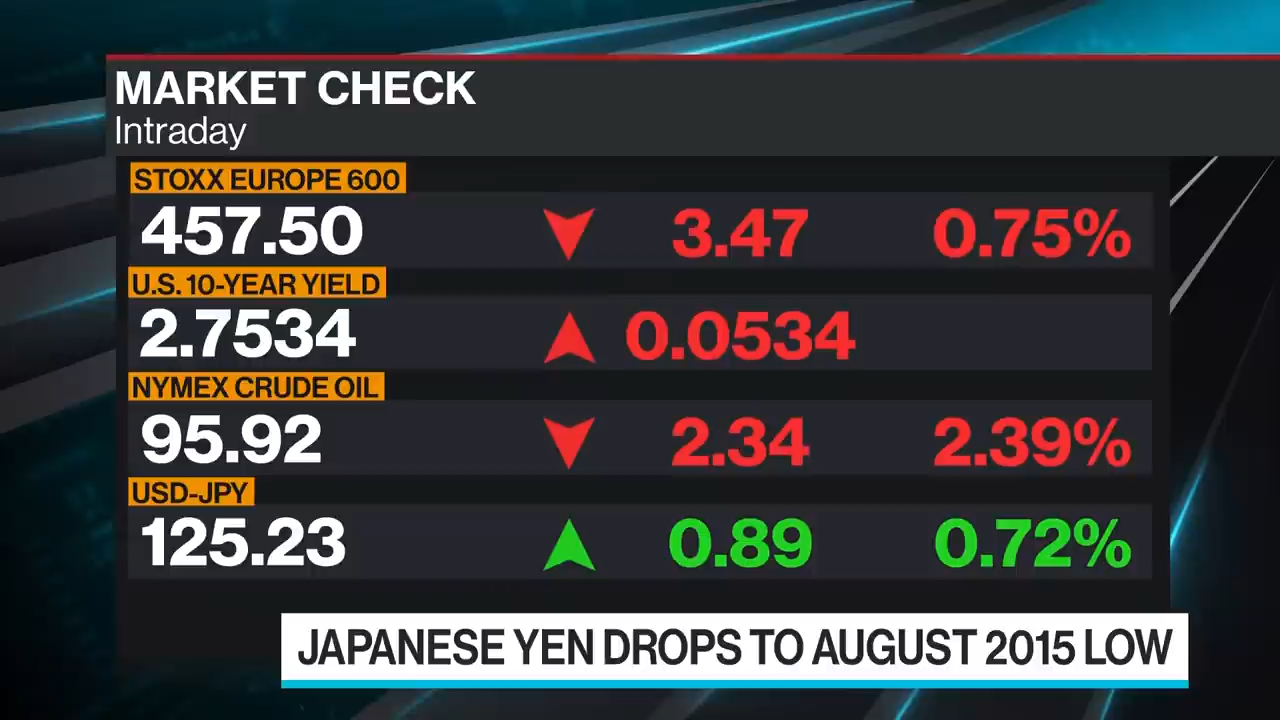 MARKET CHECK
Intraday
STOXX EUROPE 600
457.50 3.47 0.75%
U.S. 10-YEAR YIELD
2.7534 0.0534
NYMEX CRUDE OIL
95.92 2.34 2.39%
USD-JPY
125.23 0.89 0.72%
JAPANESE YEN DROPS TO AUGUST 2015 LOW